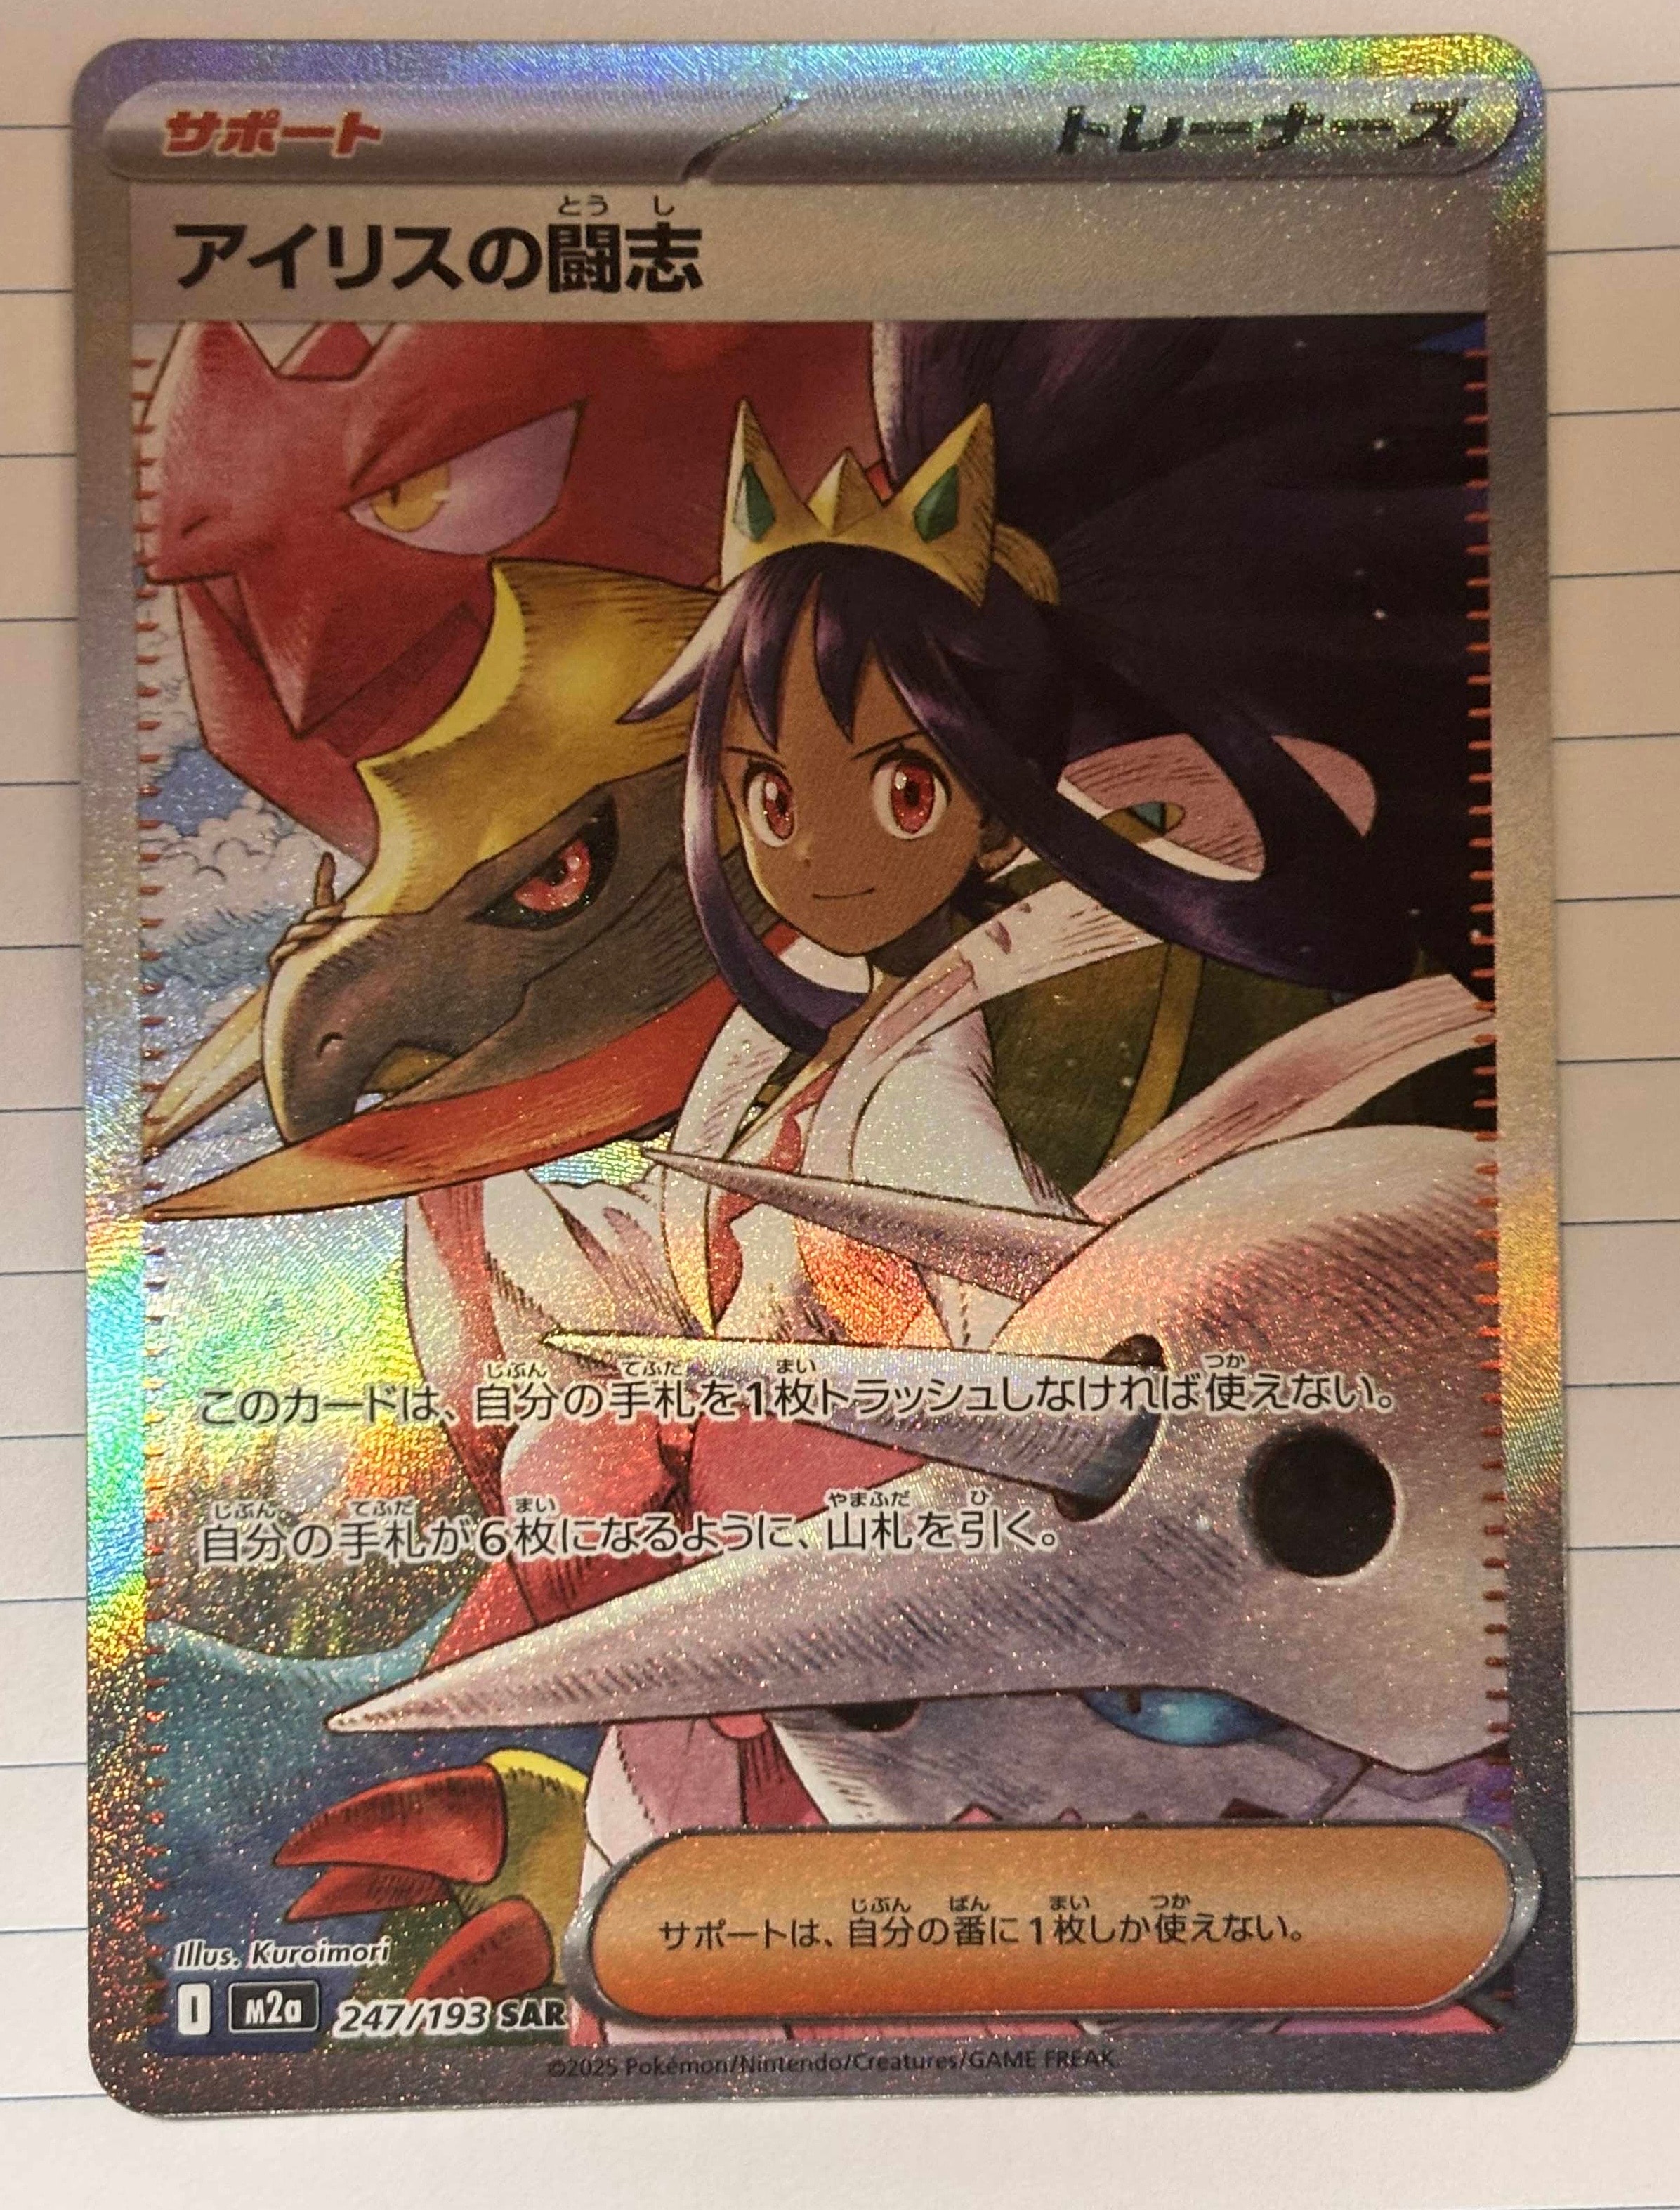 サポート
トレーナーズ
とうし
アイリスの闘志
じぶん てふだ まい つか
このカードは、自分の手札を1枚トラッシュしなければ使えない。
じぶん てふだ まい やまふだ ひ
自分の手札が6枚になるように、山札を引く。
じぶん ばん まい つか
サポートは、自分の番に1枚しか使えない。
Illus. Kuroimori
I M2a 247/193 SAR
©2025 Pokémon/Nintendo/Creatures/GAME FREAK.